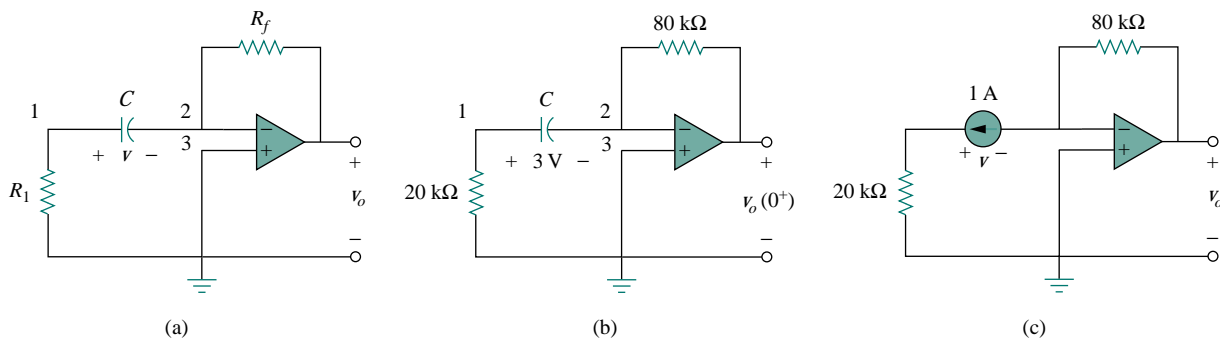 R_f
1
C
2
3
+ v −
−
+
R_1
+
v_o
−
(a)
80 kΩ
1
C
2
3
+ 3 V −
−
+
20 kΩ
+
v_o (0⁺)
−
(b)
80 kΩ
1 A
+ v −
−
+
20 kΩ
+
v_o
−
(c)